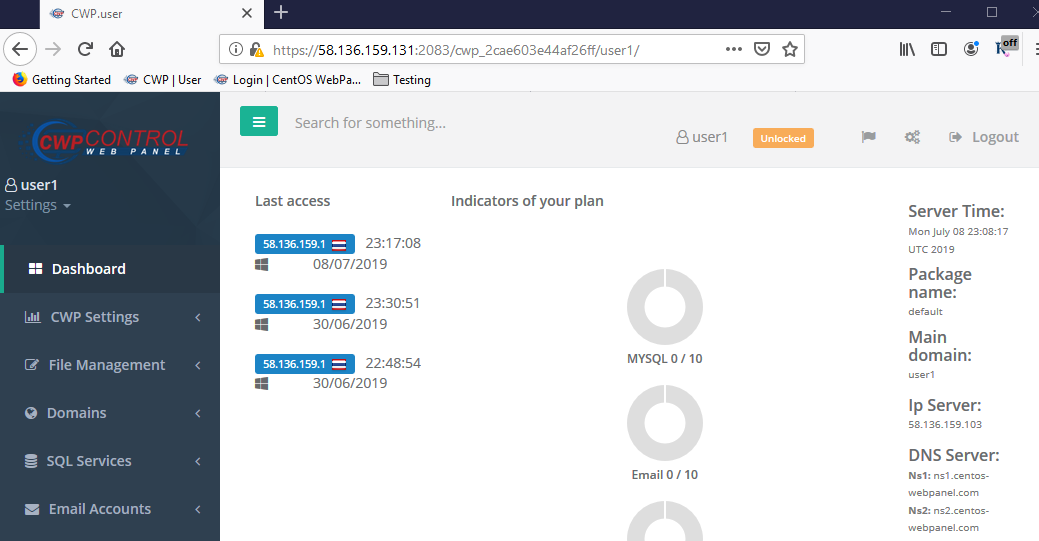 CWP.user
https://58.136.159.131:2083/cwp_2cae603e44af26ff/user1/
off
Getting Started
CWP | User
Login | CentOS WebPa...
Testing
CWP CONTROL
WEB PANEL
user1
Settings
Dashboard
CWP Settings
File Management
Domains
SQL Services
Email Accounts
Search for something...
user1
Unlocked
Logout
Last access
58.136.159.1 23:17:08
08/07/2019
58.136.159.1 23:30:51
30/06/2019
58.136.159.1 22:48:54
30/06/2019
Indicators of your plan
MYSQL 0 / 10
Email 0 / 10
Server Time:
Mon July 08 23:08:17
UTC 2019
Package
name:
default
Main
domain:
user1
Ip Server:
58.136.159.103
DNS Server:
Ns1: ns1.centos-
webpanel.com
Ns2: ns2.centos-
webpanel.com